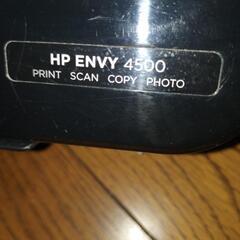 HP ENVY 4500
PRINT SCAN COPY PHOTO